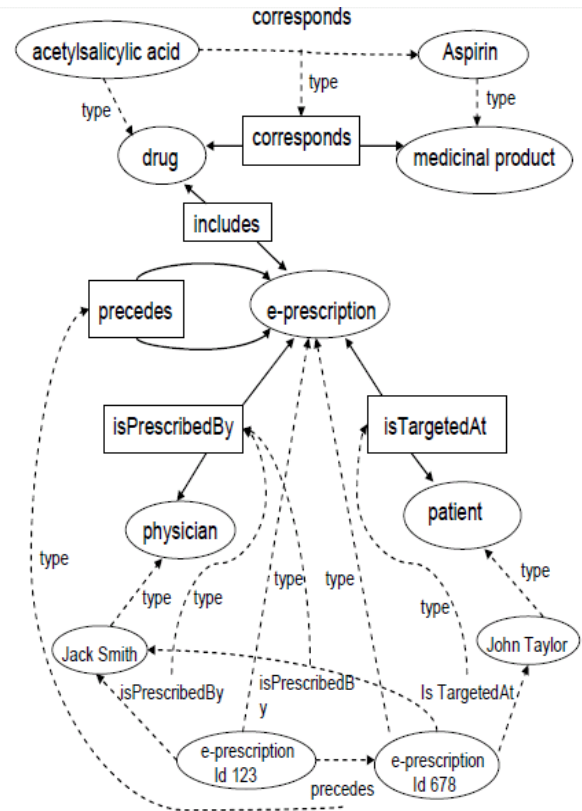 corresponds
acetylsalicylic acid
Aspirin
type
type
type
corresponds
drug
medicinal product
includes
precedes
e-prescription
isPrescribedBy
isTargetedAt
physician
patient
type
type
type
type
type
type
type
Jack Smith
John Taylor
isPrescribedBy
isPrescribedB
y
Is TargetedAt
e-prescription
Id 123
e-prescription
Id 678
precedes